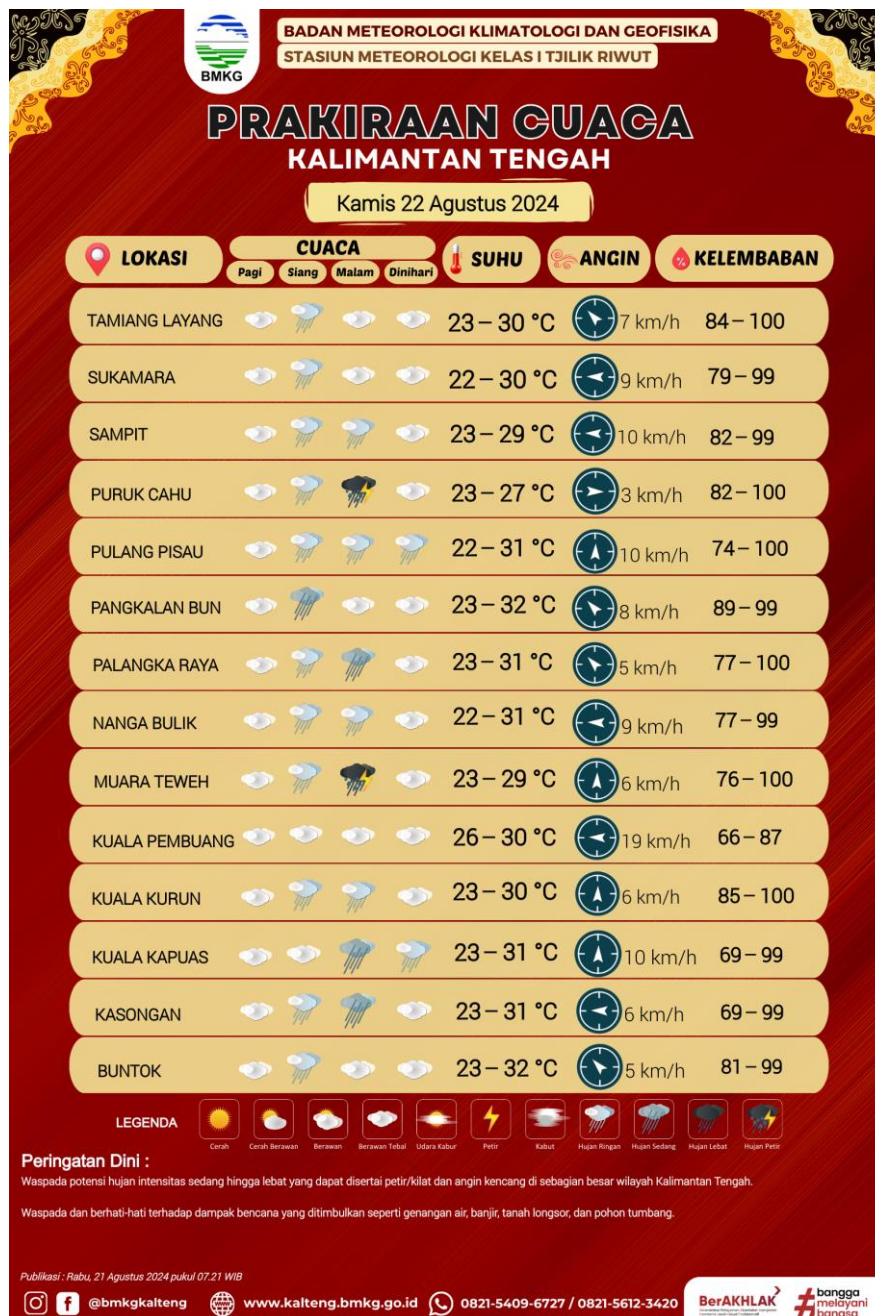 BMKG
BADAN METEOROLOGI KLIMATOLOGI DAN GEOFISIKA
STASIUN METEOROLOGI KELAS I TJILIK RIWUT
PRAKIRAAN CUACA
KALIMANTAN TENGAH
Kamis 22 Agustus 2024
LOKASI CUACA SUHU ANGIN % KELEMBABAN
Pagi Siang Malam Dinihari
TAMIANG LAYANG 23 – 30 °C 7 km/h 84 – 100
SUKAMARA 22 – 30 °C 9 km/h 79 – 99
SAMPIT 23 – 29 °C 10 km/h 82 – 99
PURUK CAHU 23 – 27 °C 3 km/h 82 – 100
PULANG PISAU 22 – 31 °C 10 km/h 74 – 100
PANGKALAN BUN 23 – 32 °C 8 km/h 89 – 99
PALANGKA RAYA 23 – 31 °C 5 km/h 77 – 100
NANGA BULIK 22 – 31 °C 9 km/h 77 – 99
MUARA TEWEH 23 – 29 °C 6 km/h 76 – 100
KUALA PEMBUANG 26 – 30 °C 19 km/h 66 – 87
KUALA KURUN 23 – 30 °C 6 km/h 85 – 100
KUALA KAPUAS 23 – 31 °C 10 km/h 69 – 99
KASONGAN 23 – 31 °C 6 km/h 69 – 99
BUNTOK 23 – 32 °C 5 km/h 81 – 99
LEGENDA
Cerah Cerah Berawan Berawan Berawan Tebal Udara Kabur Petir Kabut Hujan Ringan Hujan Sedang Hujan Lebat Hujan Petir
Peringatan Dini :
Waspada potensi hujan intensitas sedang hingga lebat yang dapat disertai petir/kilat dan angin kencang di sebagian besar wilayah Kalimantan Tengah.
Waspada dan berhati-hati terhadap dampak bencana yang ditimbulkan seperti genangan air, banjir, tanah longsor, dan pohon tumbang.
Publikasi : Rabu, 21 Agustus 2024 pukul 07.21 WIB
@bmkgkalteng www.kalteng.bmkg.go.id 0821-5409-6727 / 0821-5612-3420
BerAKHLAK
#bangga
melayani
bangsa